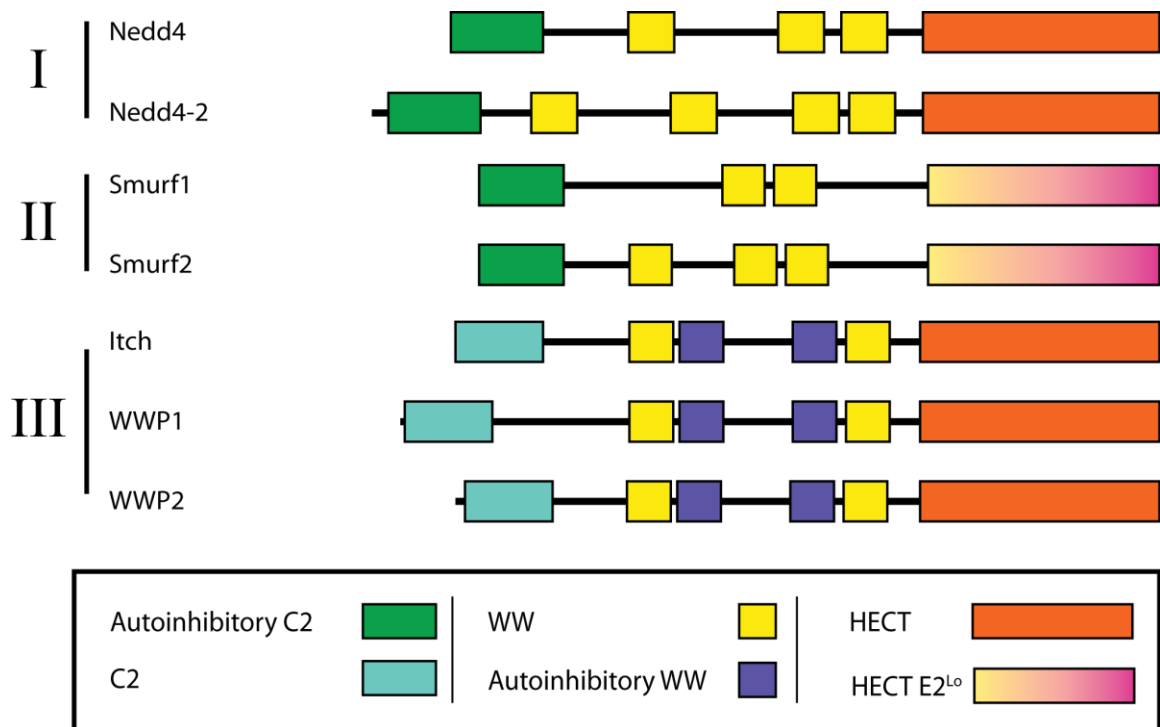 I
Nedd4
Nedd4-2
II
Smurf1
Smurf2
III
Itch
WWP1
WWP2
Autoinhibitory C2
WW
HECT
C2
Autoinhibitory WW
HECT E2ᴸᵒ